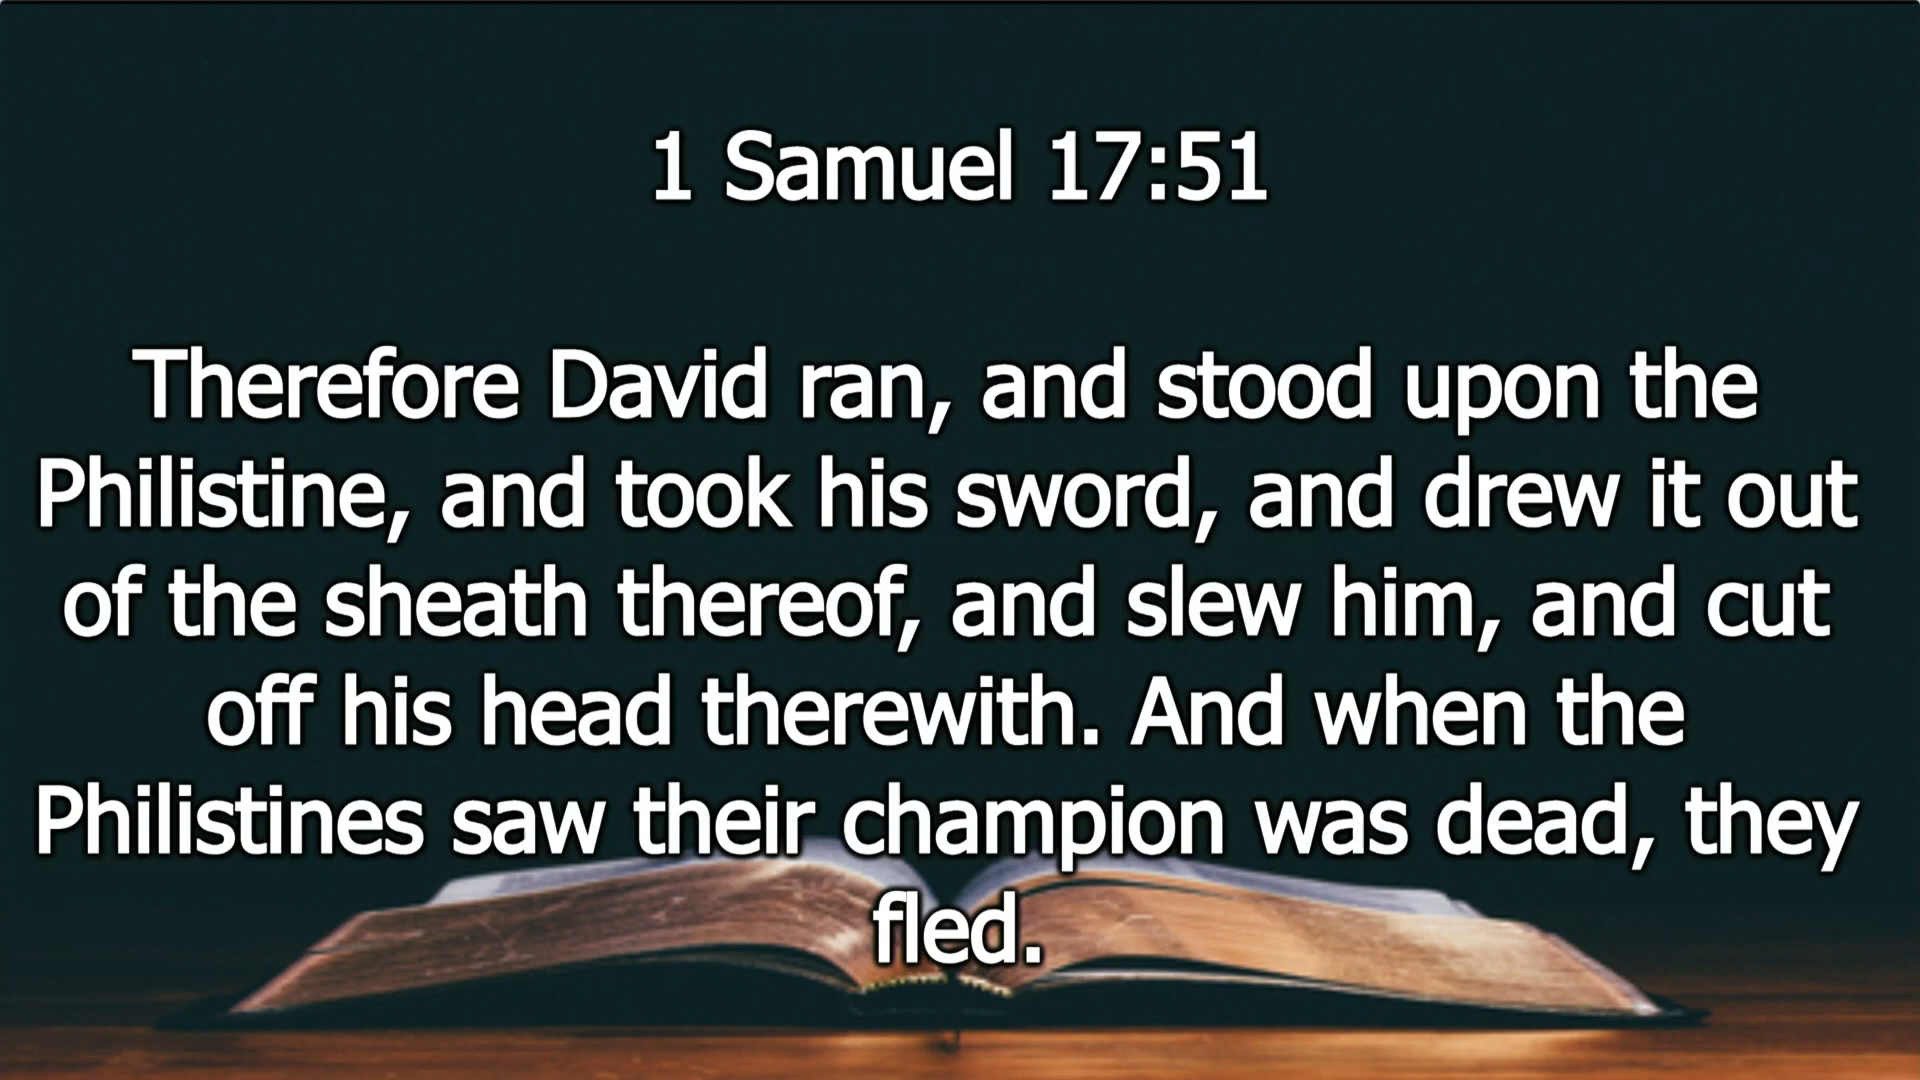 1 Samuel 17:51
Therefore David ran, and stood upon the
Philistine, and took his sword, and drew it out
of the sheath thereof, and slew him, and cut
off his head therewith. And when the
Philistines saw their champion was dead, they
fled.